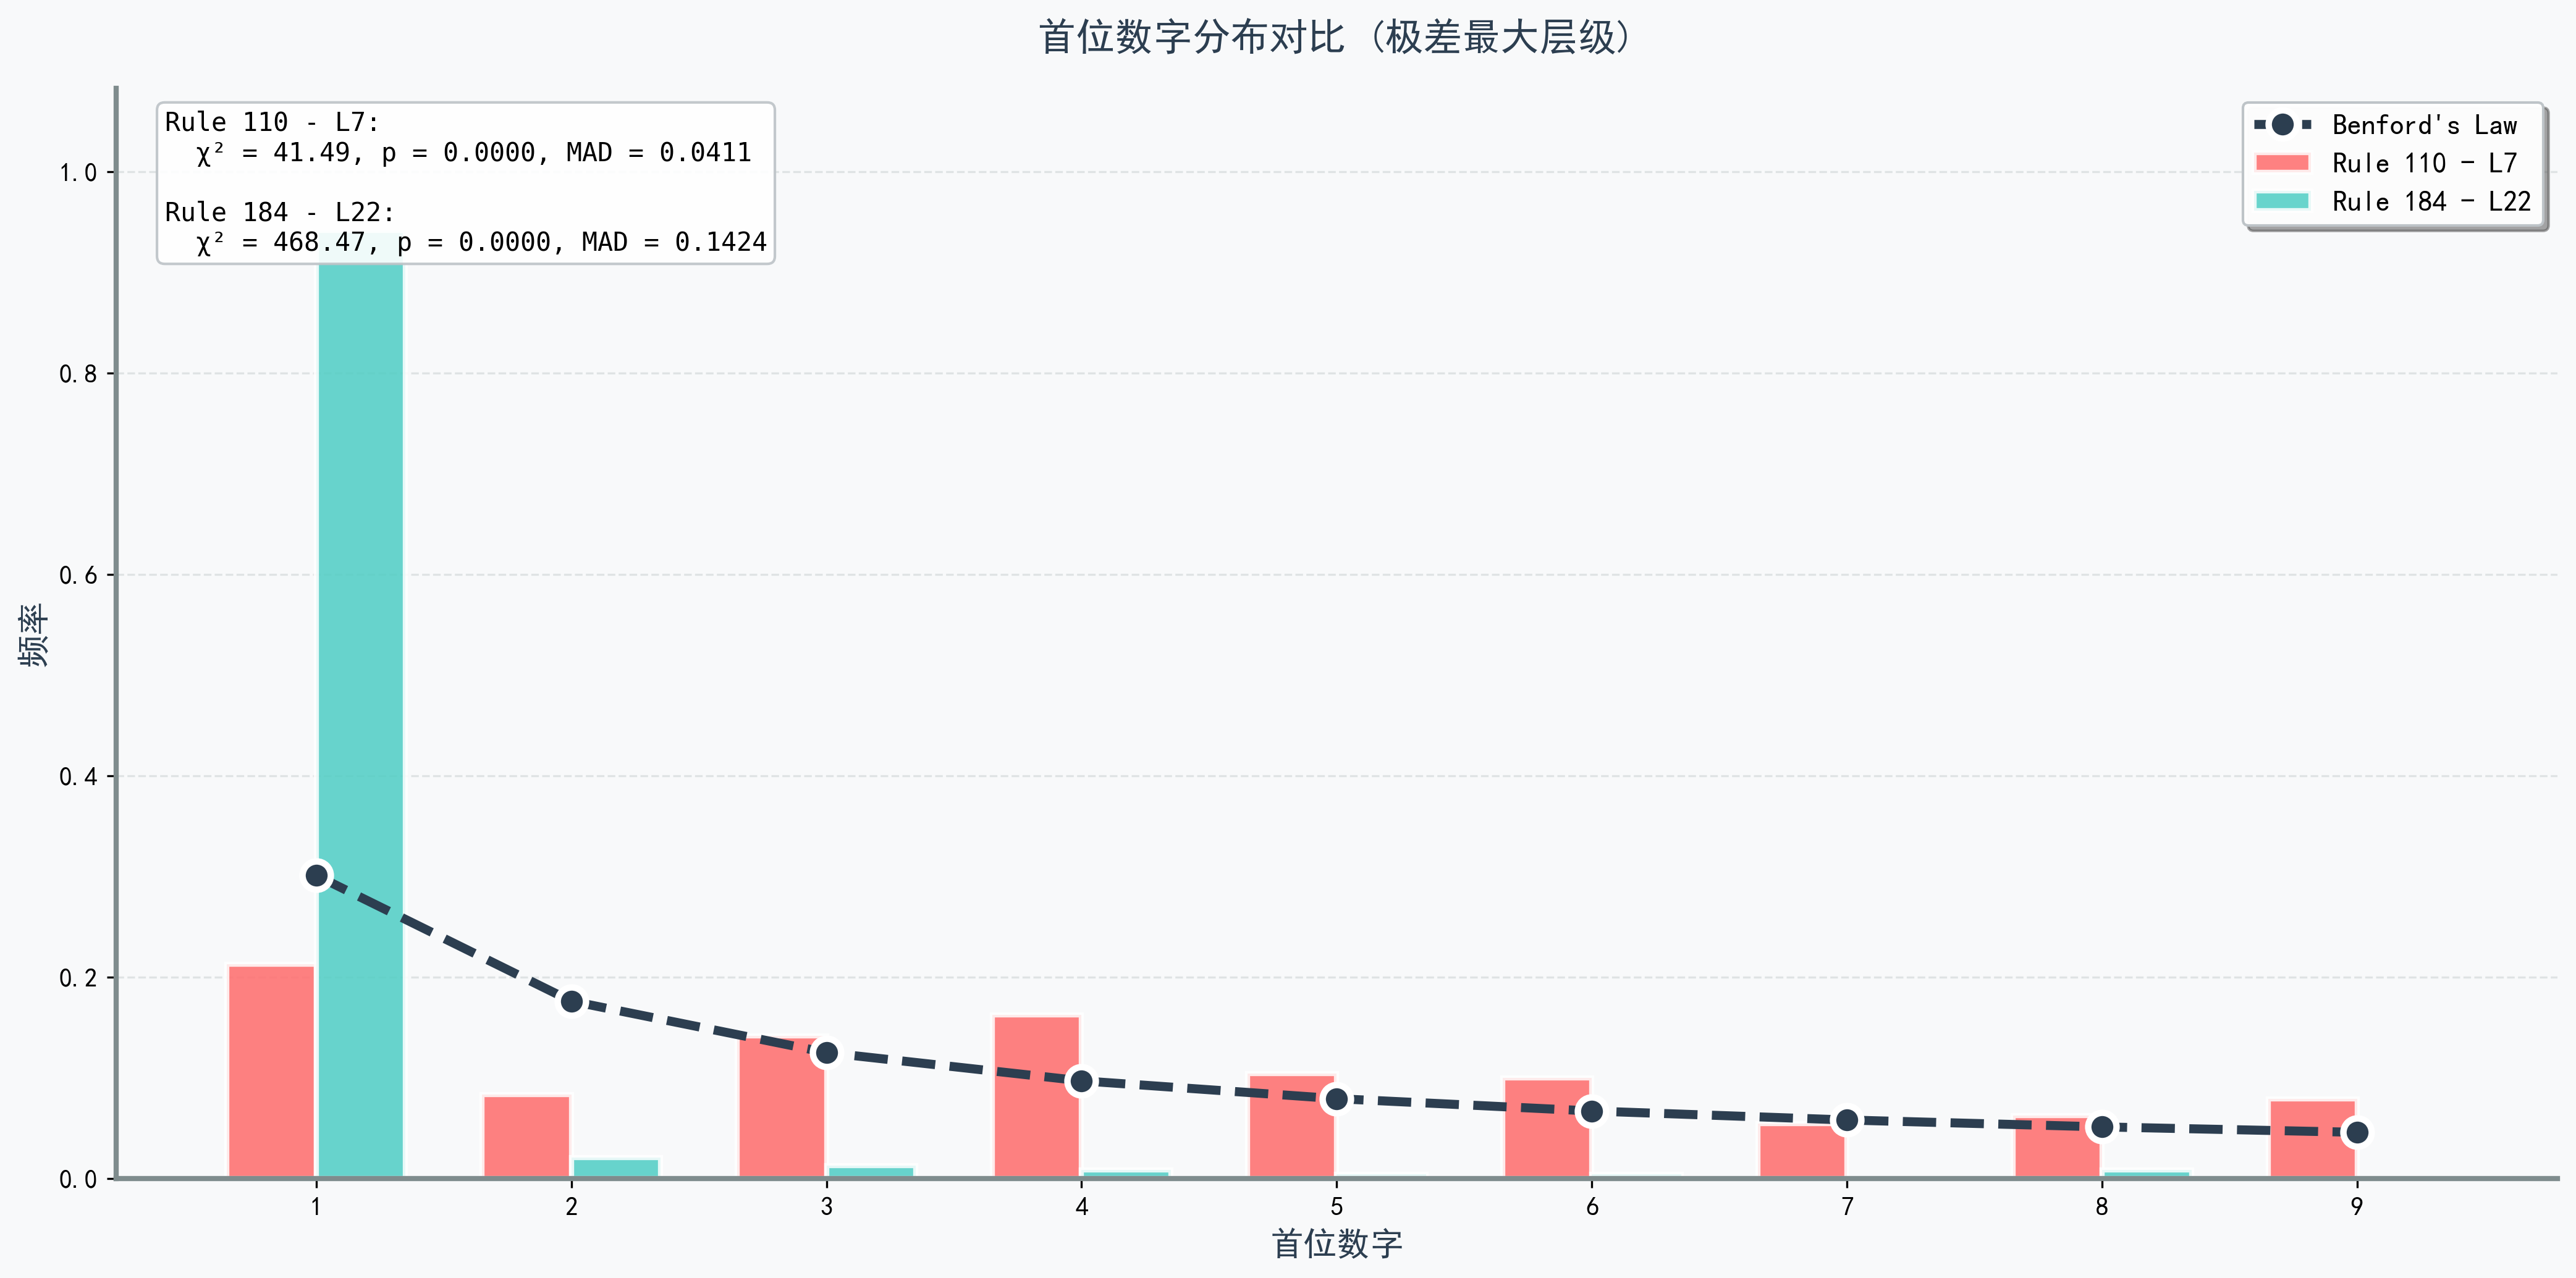 首位数字分布对比 (极差最大层级)
Rule 110 - L7:
χ² = 41.49, p = 0.0000, MAD = 0.0411
Rule 184 - L22:
χ² = 468.47, p = 0.0000, MAD = 0.1424
Benford's Law
Rule 110 - L7
Rule 184 - L22
频率
1.0
0.8
0.6
0.4
0.2
0.0
1 2 3 4 5 6 7 8 9
首位数字